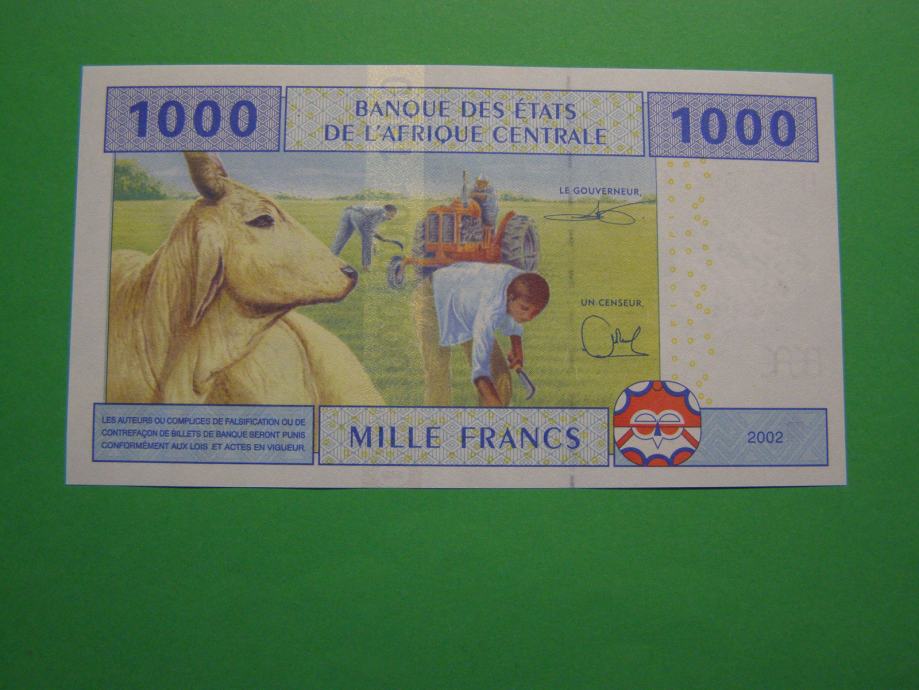 1000
BANQUE DES ÉTATS
DE L'AFRIQUE CENTRALE
1000
LE GOUVERNEUR,
UN CENSEUR,
LES AUTEURS OU COMPLICES DE FALSIFICATION OU DE
CONTREFAÇON DE BILLETS DE BANQUE SERONT PUNIS
CONFORMÉMENT AUX LOIS ET ACTES EN VIGUEUR.
MILLE FRANCS
2002